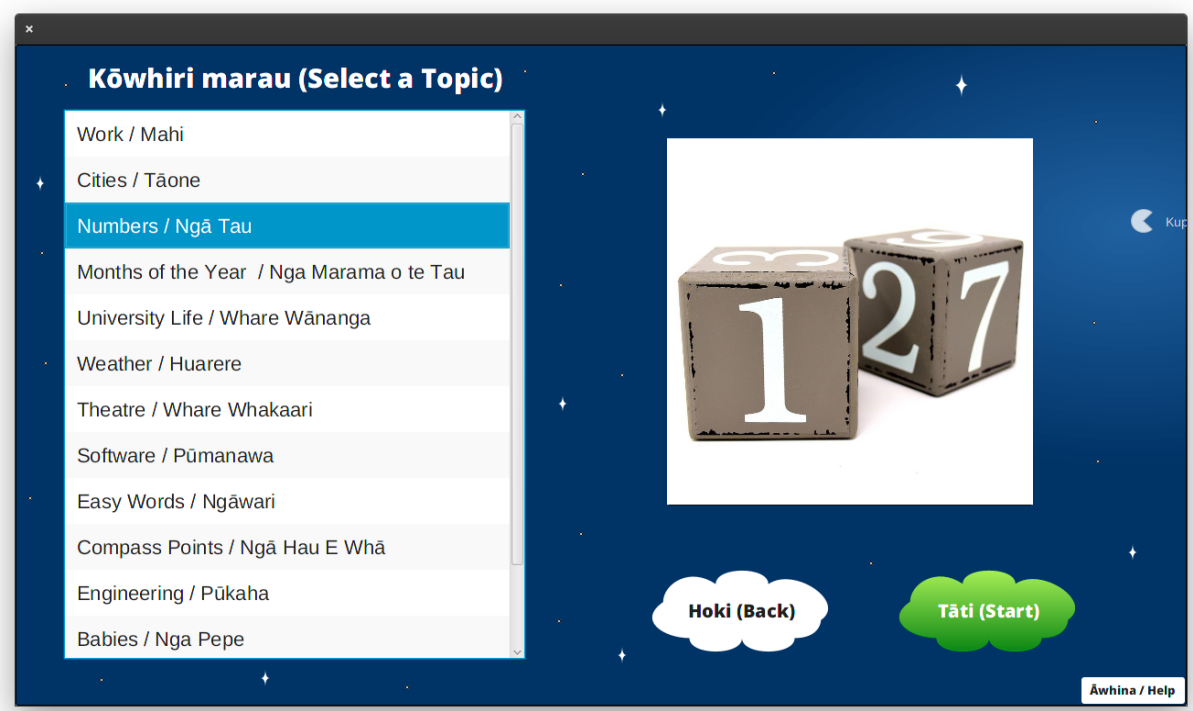 ×
Kōwhiri marau (Select a Topic)
Work / Mahi
Cities / Tāone
Numbers / Ngā Tau
Months of the Year  / Nga Marama o te Tau
University Life / Whare Wānanga
Weather / Huarere
Theatre / Whare Whakaari
Software / Pūmanawa
Easy Words / Ngāwari
Compass Points / Ngā Hau E Whā
Engineering / Pūkaha
Babies / Nga Pepe
3
1
9
2 7
Kup
Hoki (Back)
Tāti (Start)
Āwhina / Help